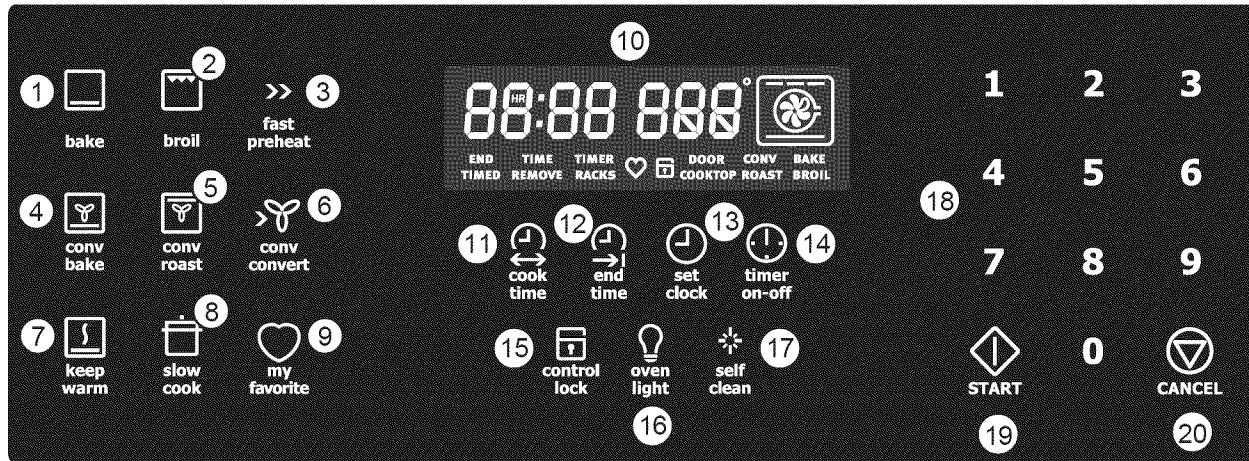 10
2
1
3
bake
broil
fast
preheat
88:88 888°
HR
END TIME TIMER DOOR CONV BAKE
TIMED REMOVE RACKS COOKTOP ROAST BROIL
1 2 3
4 5 6
7 8 9
0
18
4
5
6
conv
bake
conv
roast
conv
convert
11
12
13
14
cook
time
end
time
set
clock
timer
on-off
7
8
9
keep
warm
slow
cook
my
favorite
15
17
control
lock
oven
light
self
clean
16
START
CANCEL
19
20